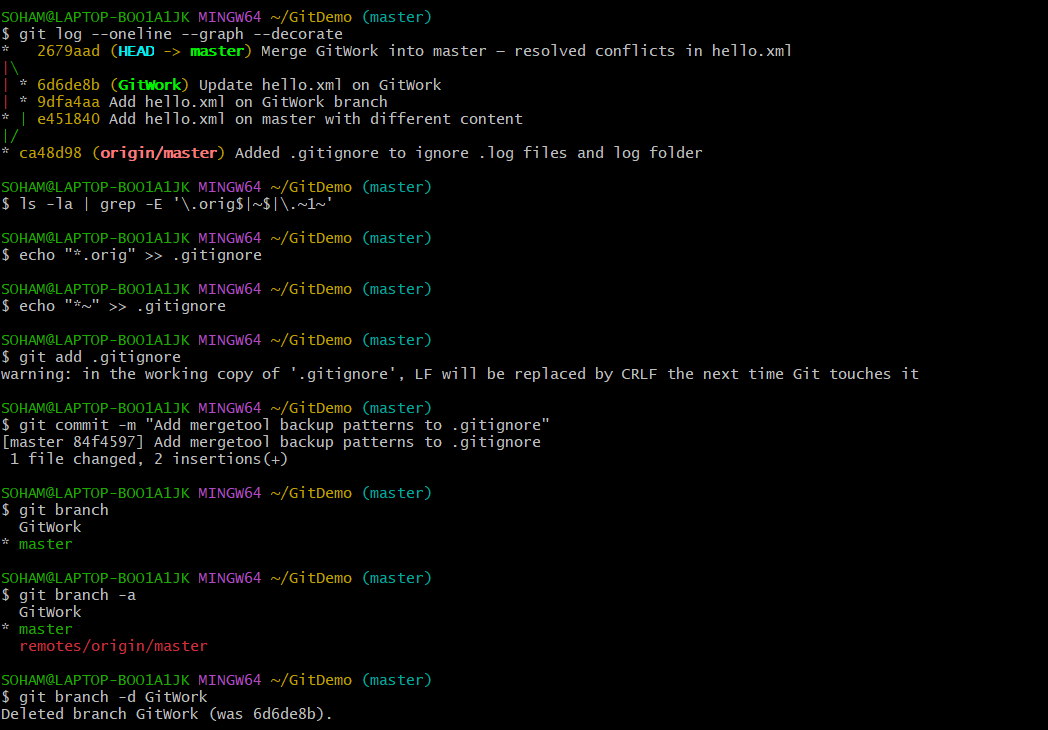 SOHAM@LAPTOP-BOO1A1JK MINGW64 ~/GitDemo (master)
$ git log --oneline --graph --decorate
*   2679aad (HEAD -> master) Merge GitWork into master – resolved conflicts in hello.xml
|\
| * 6d6de8b (GitWork) Update hello.xml on GitWork
| * 9dfa4aa Add hello.xml on GitWork branch
* | e451840 Add hello.xml on master with different content
|/
* ca48d98 (origin/master) Added .gitignore to ignore .log files and log folder
SOHAM@LAPTOP-BOO1A1JK MINGW64 ~/GitDemo (master)
$ ls -la | grep -E '\.orig$|~$|\.~1~'
SOHAM@LAPTOP-BOO1A1JK MINGW64 ~/GitDemo (master)
$ echo "*.orig" >> .gitignore
SOHAM@LAPTOP-BOO1A1JK MINGW64 ~/GitDemo (master)
$ echo "*~" >> .gitignore
SOHAM@LAPTOP-BOO1A1JK MINGW64 ~/GitDemo (master)
$ git add .gitignore
warning: in the working copy of '.gitignore', LF will be replaced by CRLF the next time Git touches it
SOHAM@LAPTOP-BOO1A1JK MINGW64 ~/GitDemo (master)
$ git commit -m "Add mergetool backup patterns to .gitignore"
[master 84f4597] Add mergetool backup patterns to .gitignore
 1 file changed, 2 insertions(+)
SOHAM@LAPTOP-BOO1A1JK MINGW64 ~/GitDemo (master)
$ git branch
  GitWork
* master
SOHAM@LAPTOP-BOO1A1JK MINGW64 ~/GitDemo (master)
$ git branch -a
  GitWork
* master
  remotes/origin/master
SOHAM@LAPTOP-BOO1A1JK MINGW64 ~/GitDemo (master)
$ git branch -d GitWork
Deleted branch GitWork (was 6d6de8b).